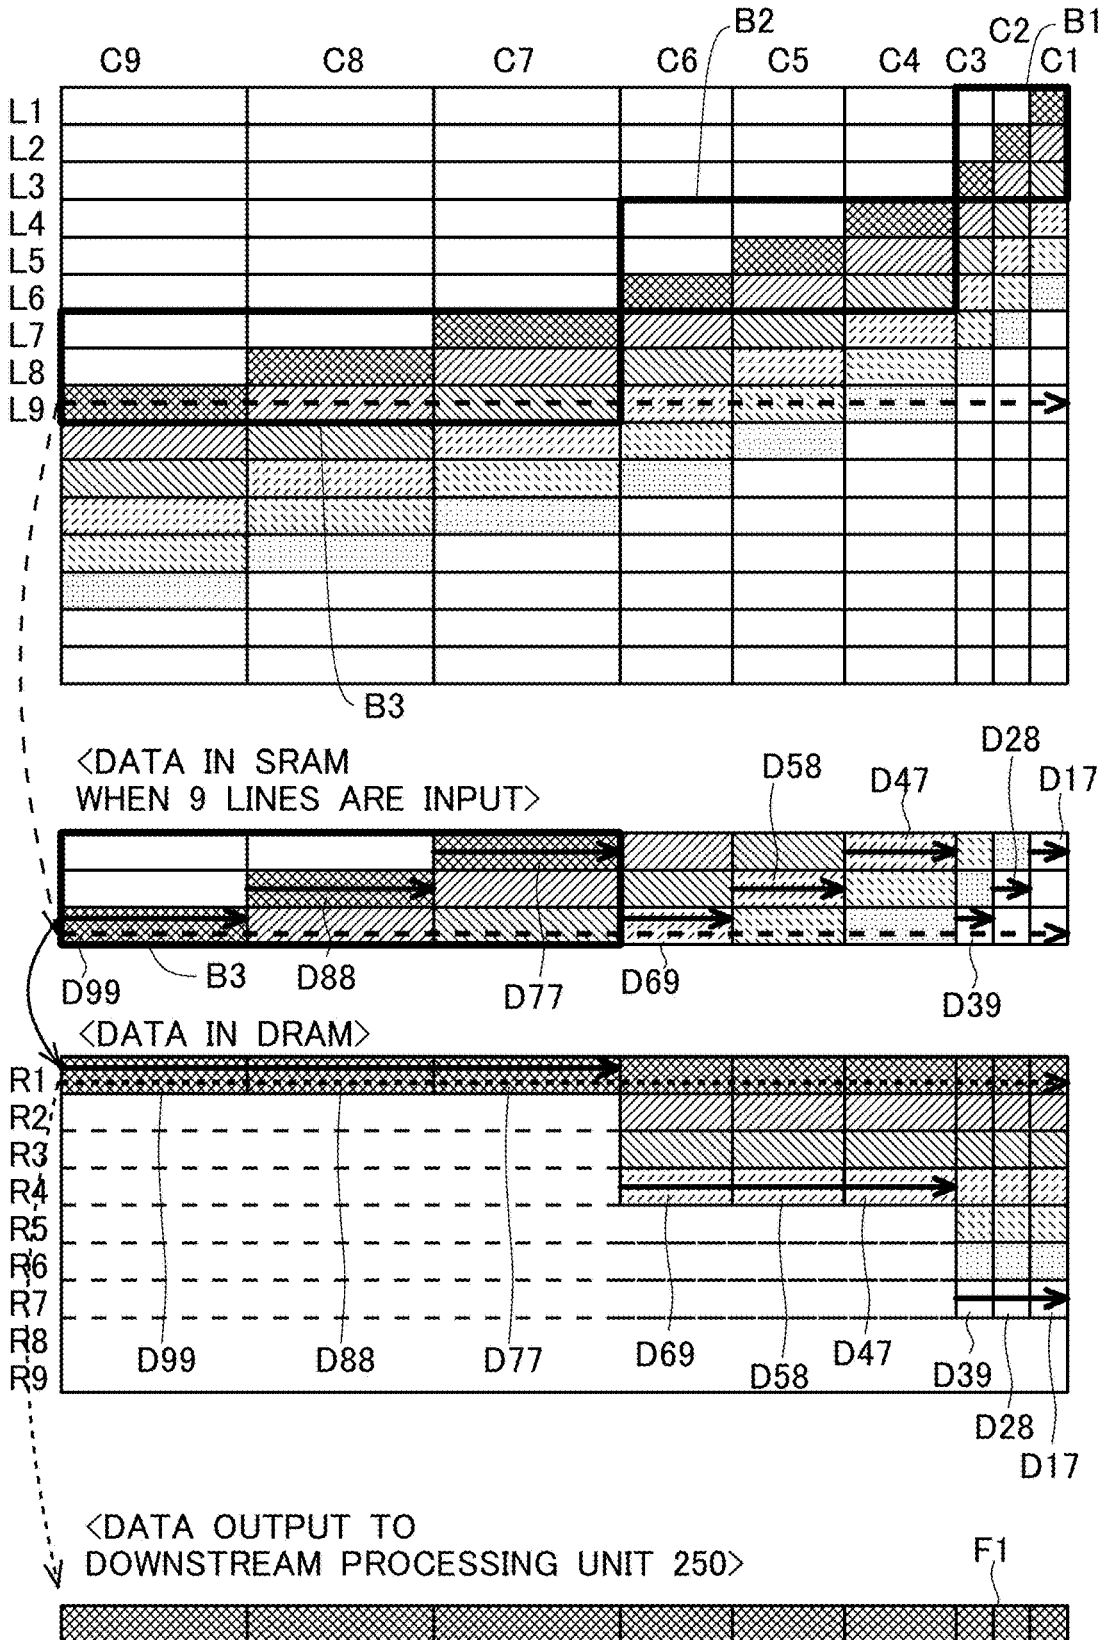 B2
C2
B1
C9 C8 C7 C6 C5 C4 C3 C1
L1
L2
L3
L4
L5
L6
L7
L8
L9
B3
<DATA IN SRAM
WHEN 9 LINES ARE INPUT>
D58 D47 D28 D17
D99 B3 D88 D77 D69 D39
<DATA IN DRAM>
R1
R2
R3
R4
R5
R6
R7
R8
R9
D99 D88 D77 D69 D58 D47 D39
D28
D17
<DATA OUTPUT TO
DOWNSTREAM PROCESSING UNIT 250>
F1